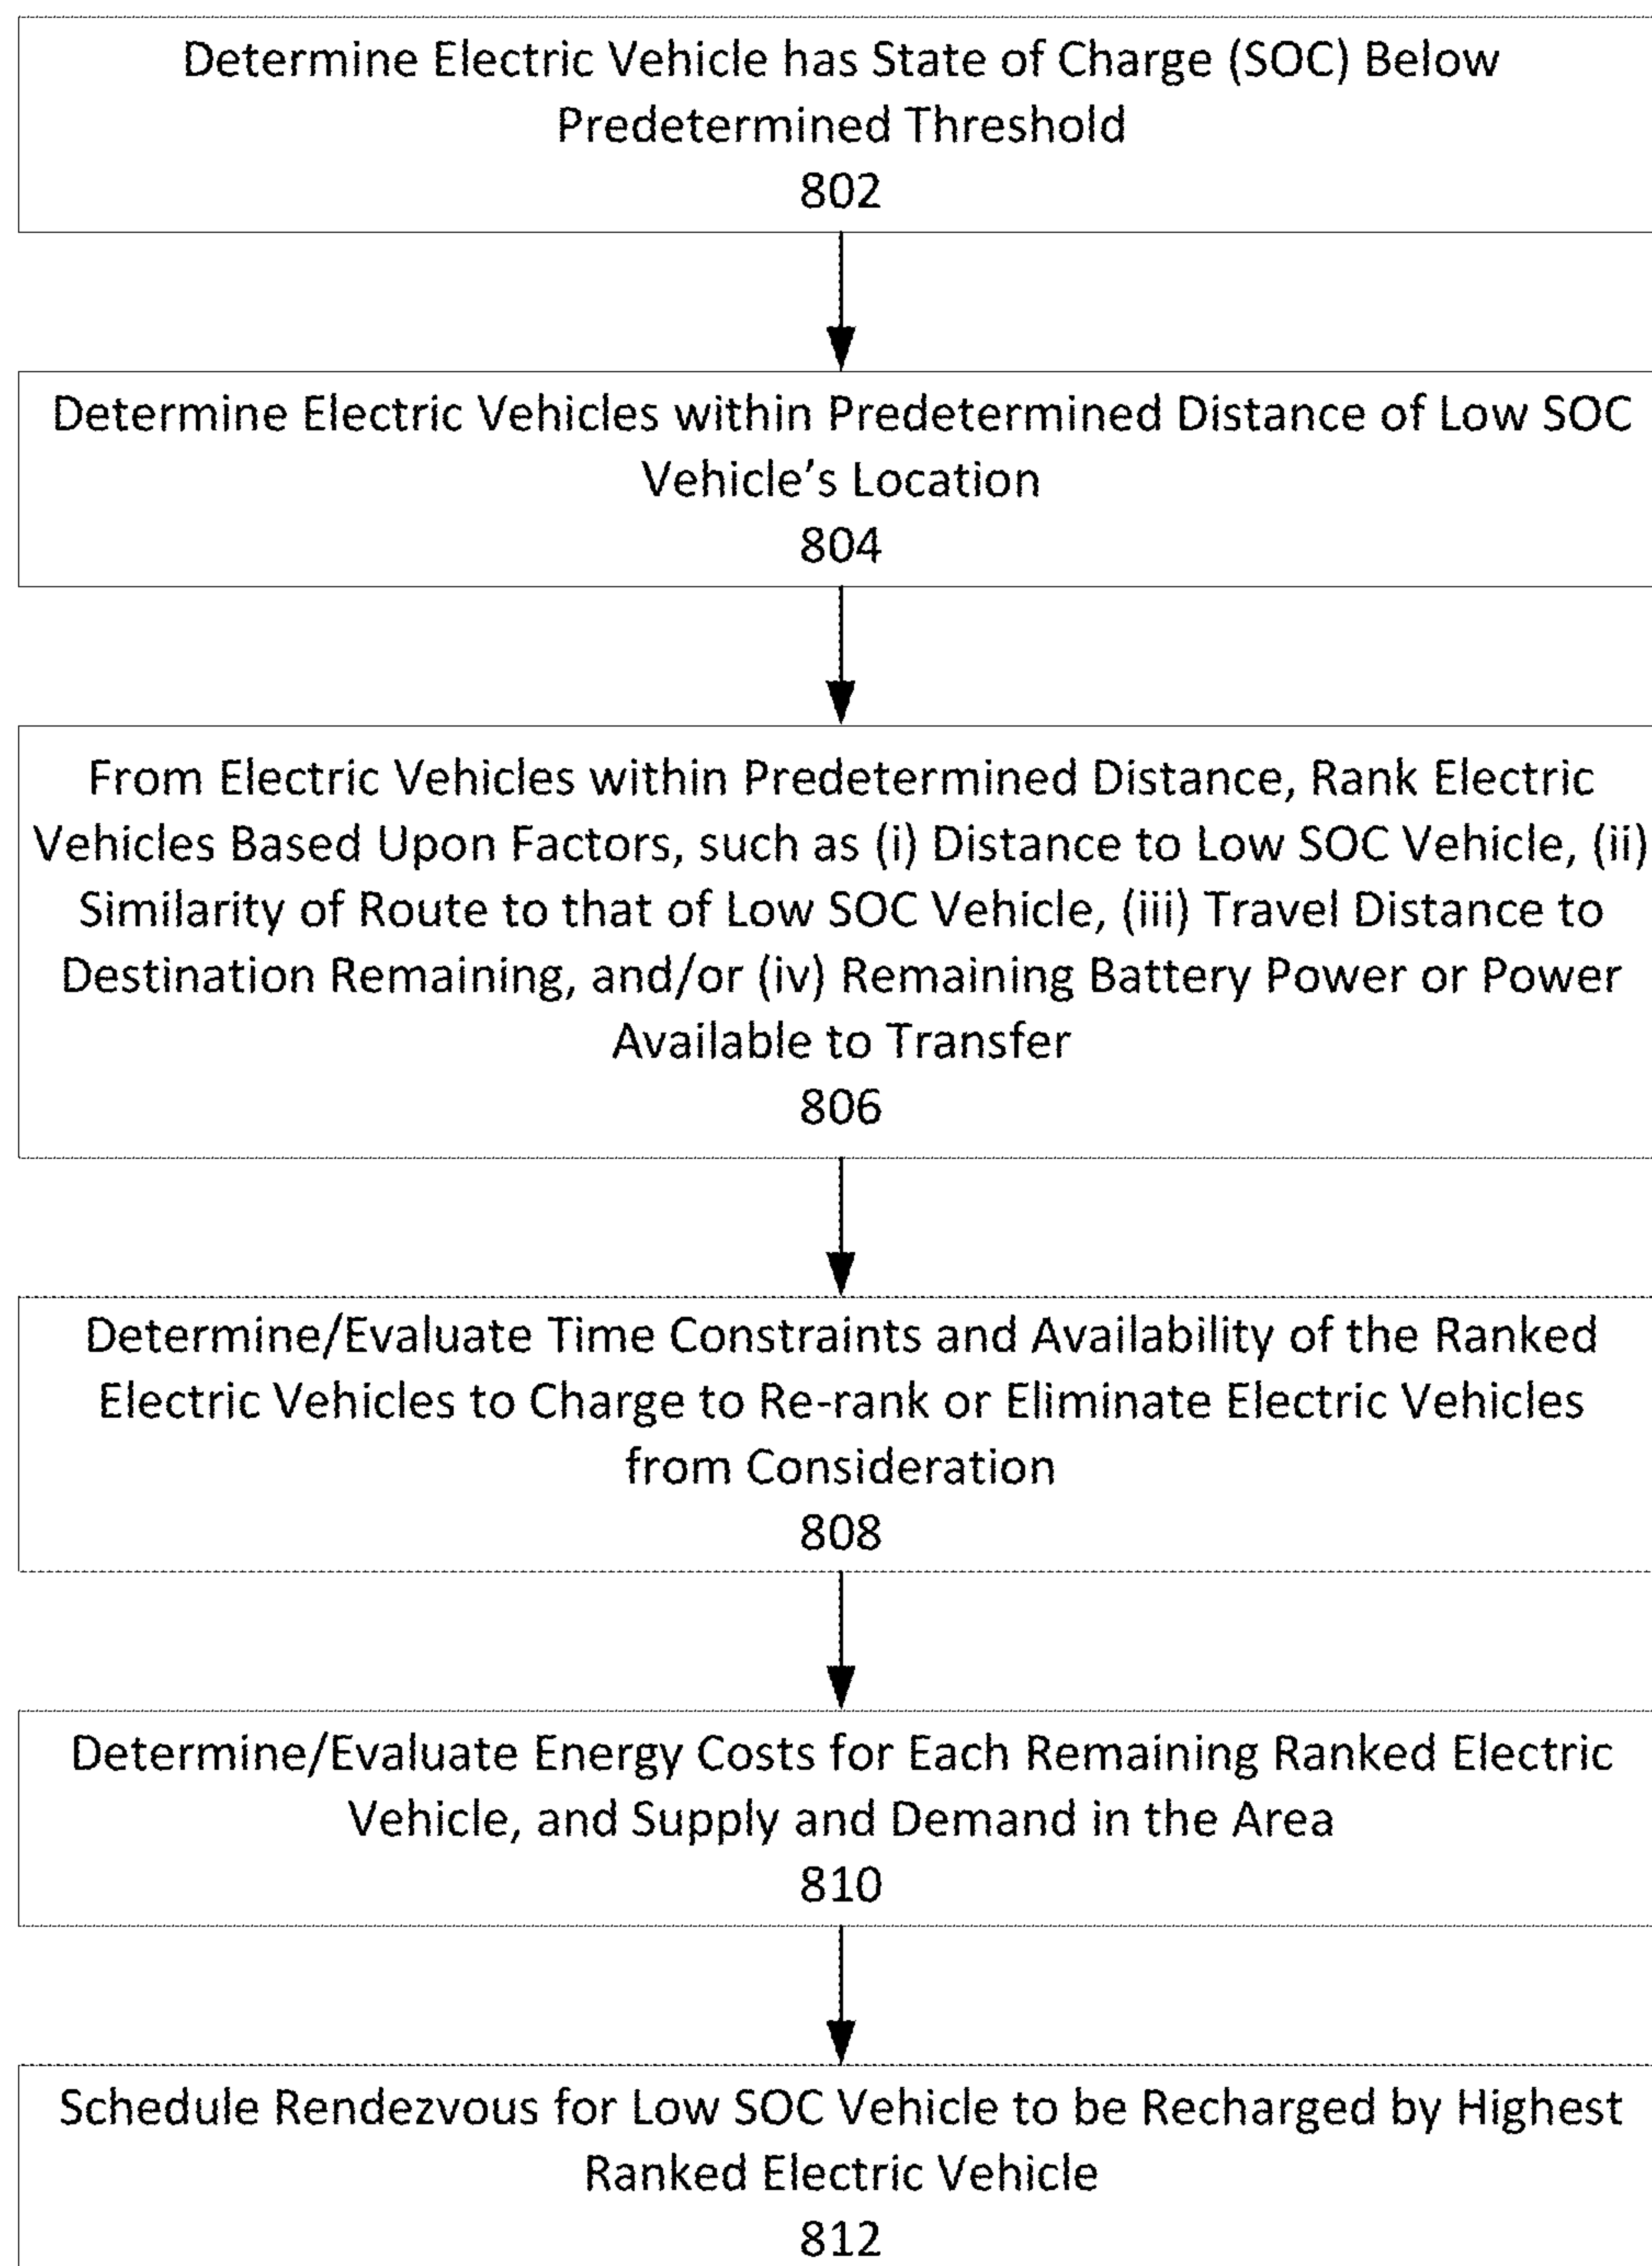 Determine Electric Vehicle has State of Charge (SOC) Below
Predetermined Threshold
802
Determine Electric Vehicles within Predetermined Distance of Low SOC
Vehicle's Location
804
From Electric Vehicles within Predetermined Distance, Rank Electric
Vehicles Based Upon Factors, such as (i) Distance to Low SOC Vehicle, (ii)
Similarity of Route to that of Low SOC Vehicle, (iii) Travel Distance to
Destination Remaining, and/or (iv) Remaining Battery Power or Power
Available to Transfer
806
Determine/Evaluate Time Constraints and Availability of the Ranked
Electric Vehicles to Charge to Re-rank or Eliminate Electric Vehicles
from Consideration
808
Determine/Evaluate Energy Costs for Each Remaining Ranked Electric
Vehicle, and Supply and Demand in the Area
810
Schedule Rendezvous for Low SOC Vehicle to be Recharged by Highest
Ranked Electric Vehicle
812